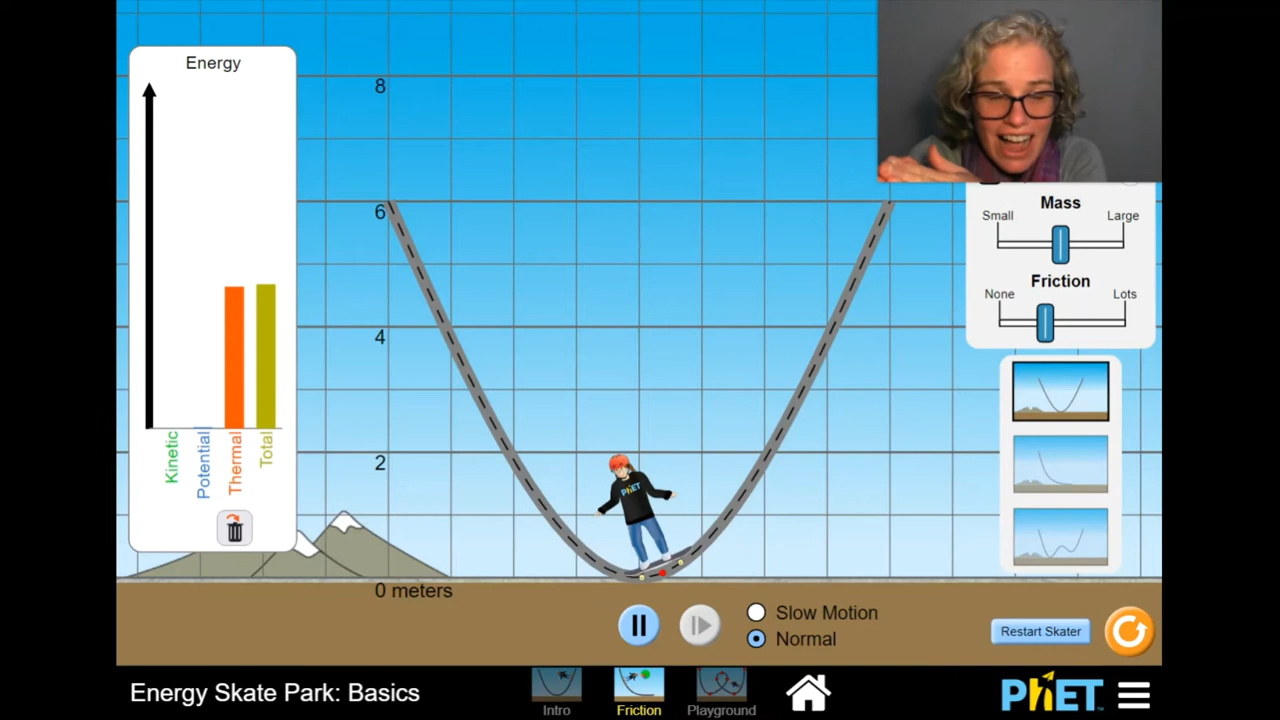 Energy
Kinetic
Potential
Thermal
Total
8
6
4
2
0 meters
PhET
Mass
Small
Large
Friction
None
Lots
Slow Motion
Normal
Restart Skater
Energy Skate Park: Basics
Intro
Friction
Playground
PhET